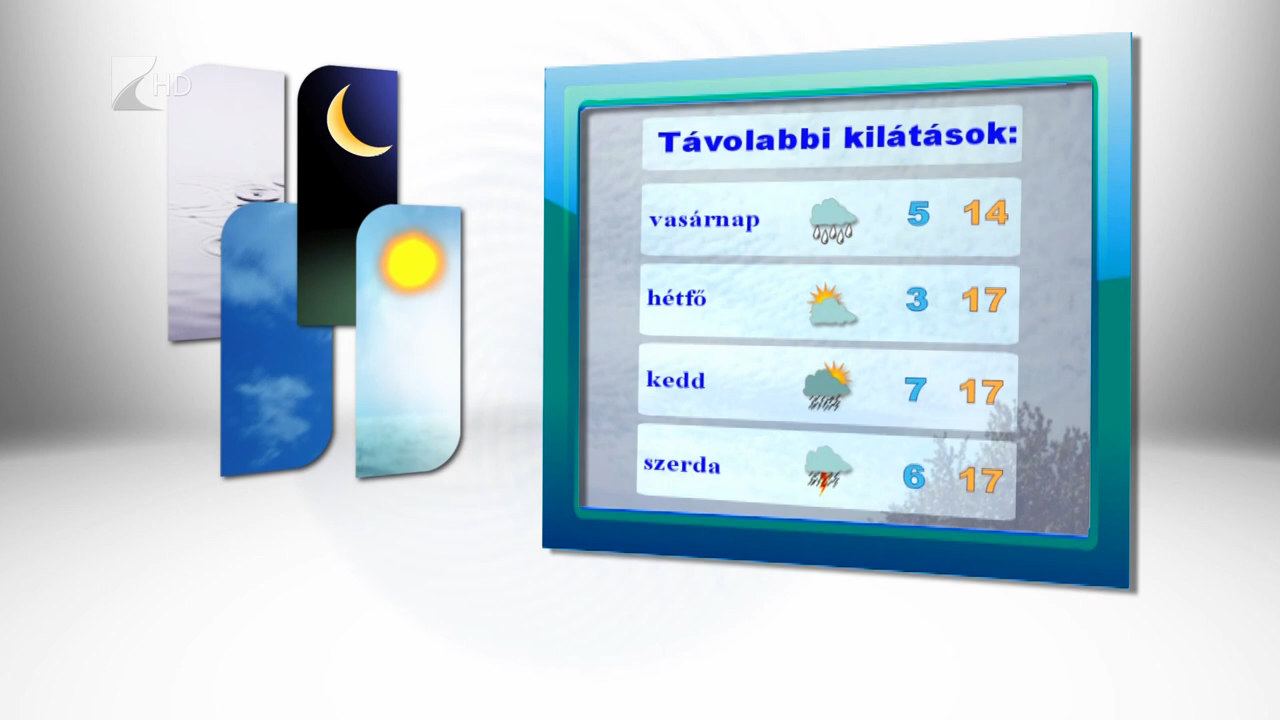 HD
Távolabbi kilátások:
vasárnap 5 14
hétfő 3 17
kedd 7 17
szerda 6 17